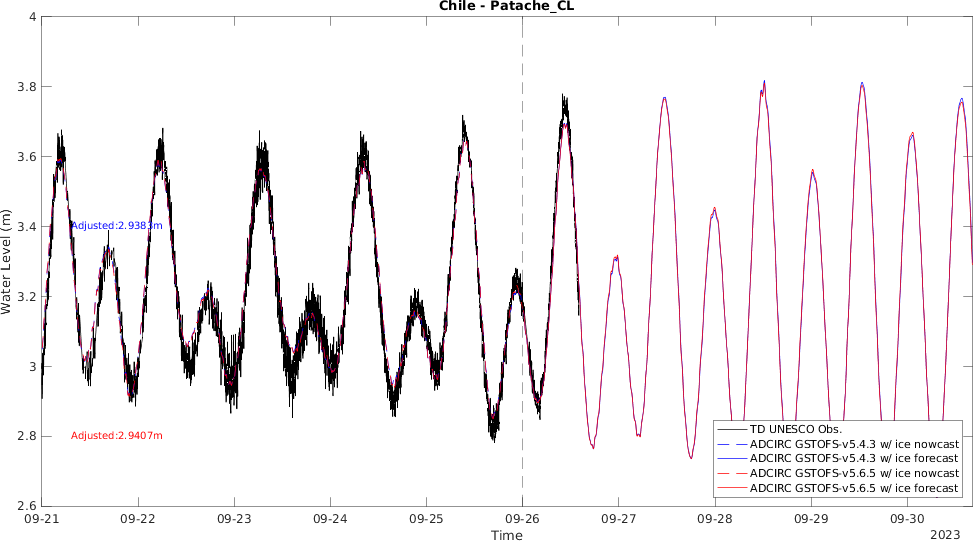 Chile - Patache_CL
4
3.8
3.6
3.4
3.2
3
2.8
2.6
Water Level (m)
Adjusted:2.9383m
Adjusted:2.9407m
TD UNESCO Obs.
ADCIRC GSTOFS-v5.4.3 w/ ice nowcast
ADCIRC GSTOFS-v5.4.3 w/ ice forecast
ADCIRC GSTOFS-v5.6.5 w/ ice nowcast
ADCIRC GSTOFS-v5.6.5 w/ ice forecast
09-21 09-22 09-23 09-24 09-25 09-26 09-27 09-28 09-29 09-30
Time
2023